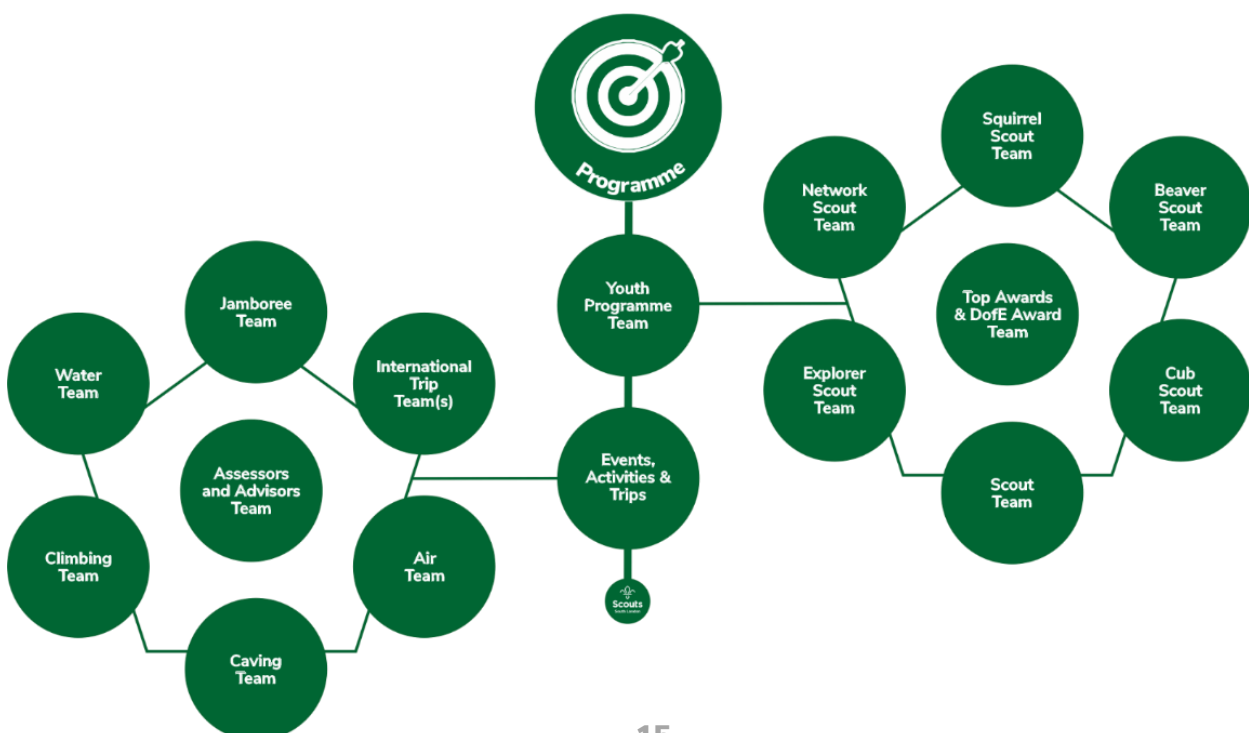 Programme
Squirrel
Scout
Team
Network
Scout
Team
Beaver
Scout
Team
Youth
Programme
Team
Top Awards
& DofE Award
Team
Explorer
Scout
Team
Cub
Scout
Team
Scout
Team
Jamboree
Team
Water
Team
International
Trip
Team(s)
Events,
Activities &
Trips
Assessors
and Advisors
Team
Climbing
Team
Air
Team
Caving
Team
Scouts
15